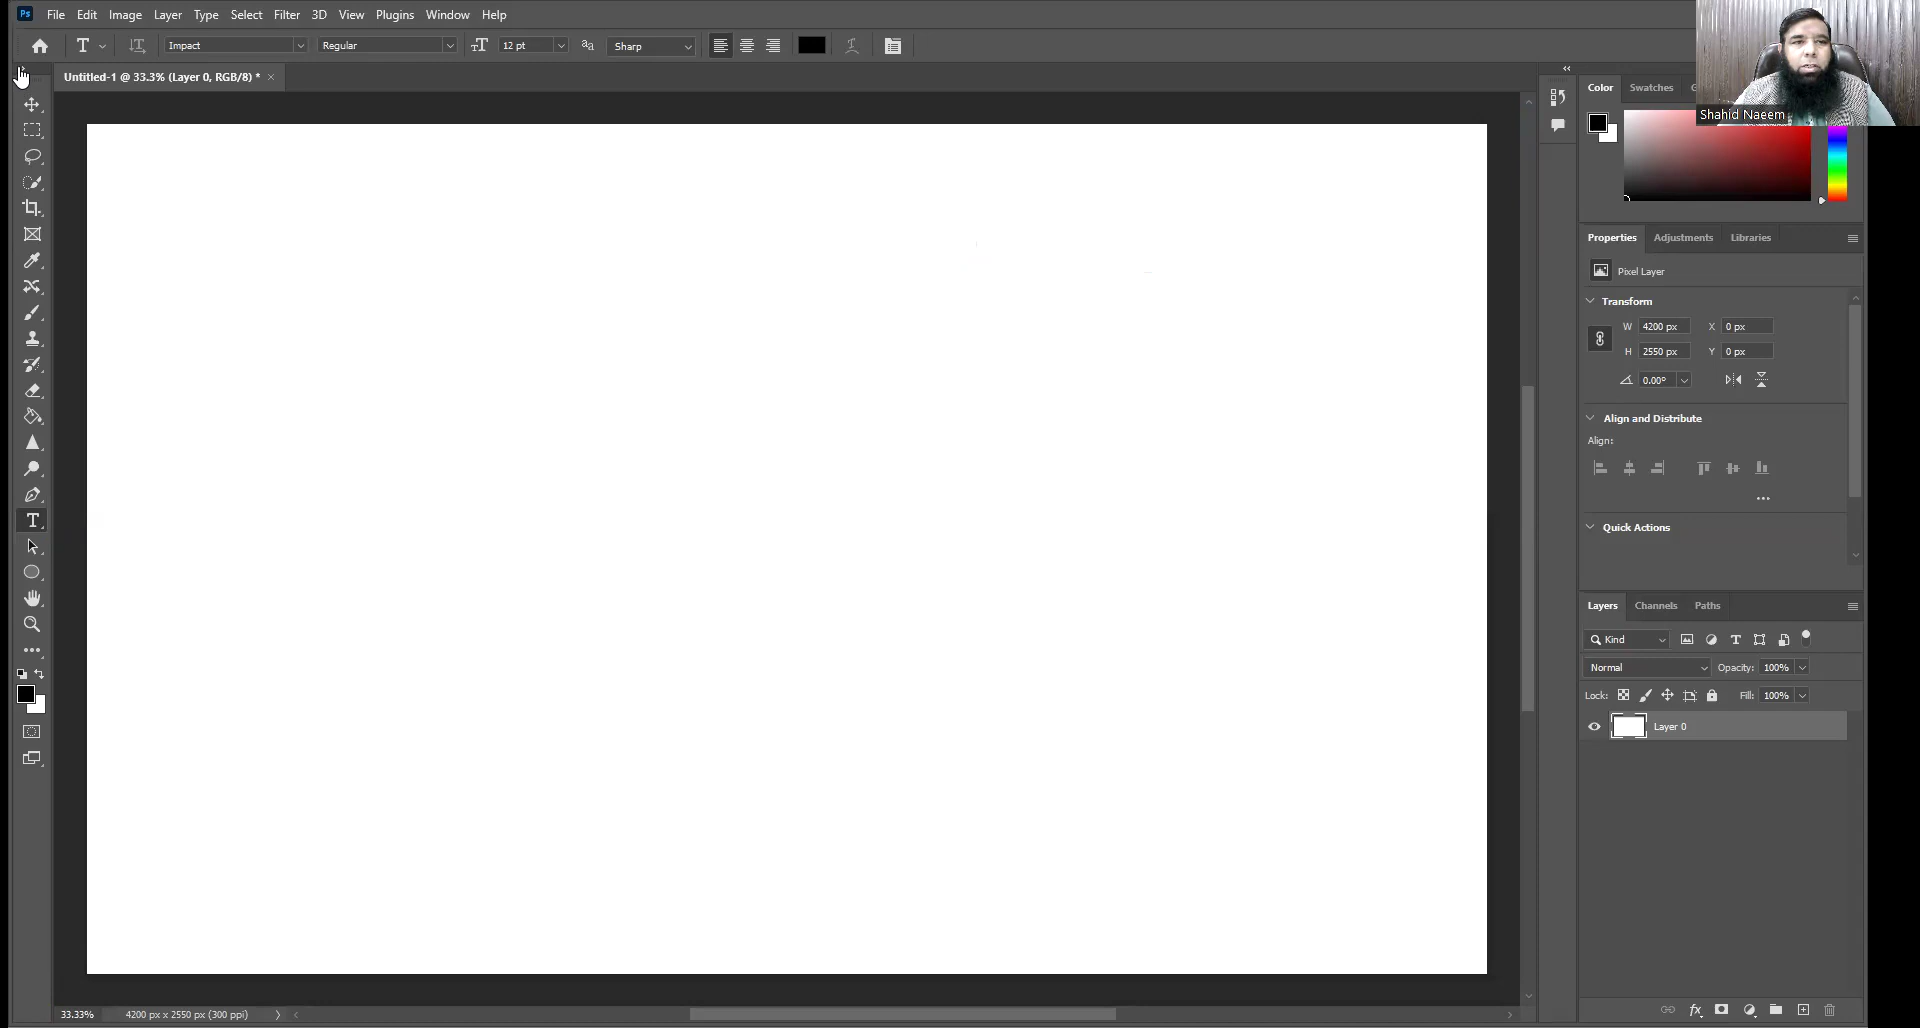 Ps File Edit Image Layer Type Select Filter 3D View Plugins Window Help
T Impact Regular 12 pt aa Sharp
Untitled-1 @ 33.3% (Layer 0, RGB/8) *
Shahid Naeem
Color Swatches
Properties Adjustments Libraries
Pixel Layer
Transform
W 4200 px X 0 px
H 2550 px Y 0 px
0.00°
Align and Distribute
Align:
Quick Actions
Layers Channels Paths
Kind
Normal Opacity: 100%
Lock: Fill: 100%
Layer 0
33.33% 4200 px x 2550 px (300 ppi)